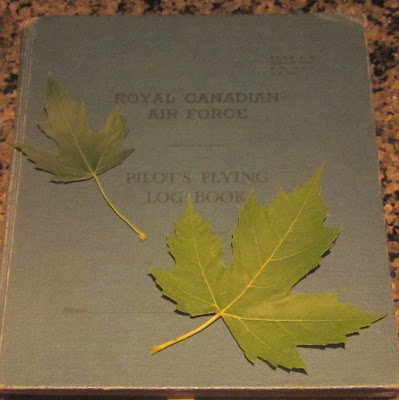 ROYAL CANADIAN
AIR FORCE
PILOT'S FLYING
LOG BOOK